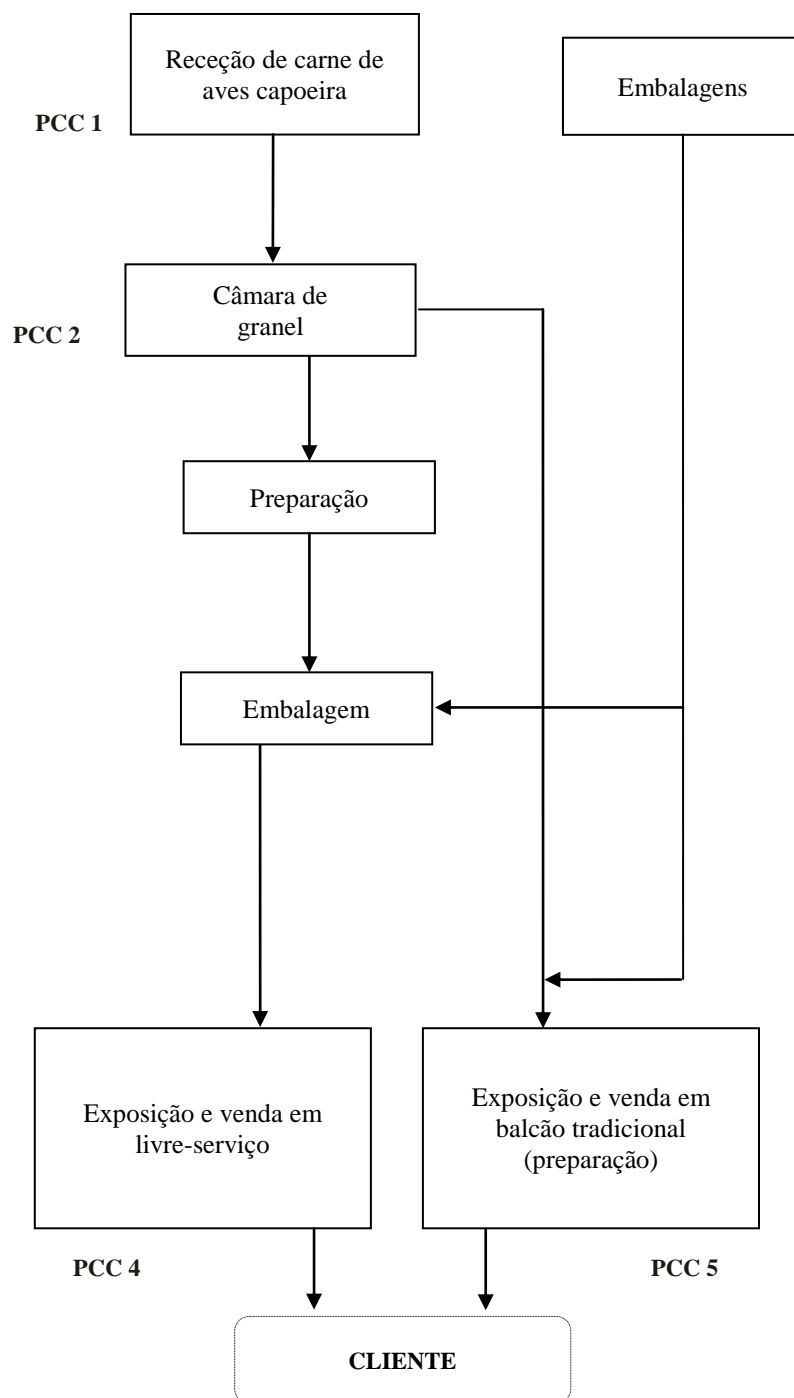 Receção de carne de
aves capoeira
Embalagens
PCC 1
Câmara de
granel
PCC 2
Preparação
Embalagem
Exposição e venda em
livre-serviço
Exposição e venda em
balcão tradicional
(preparação)
PCC 4
PCC 5
CLIENTE